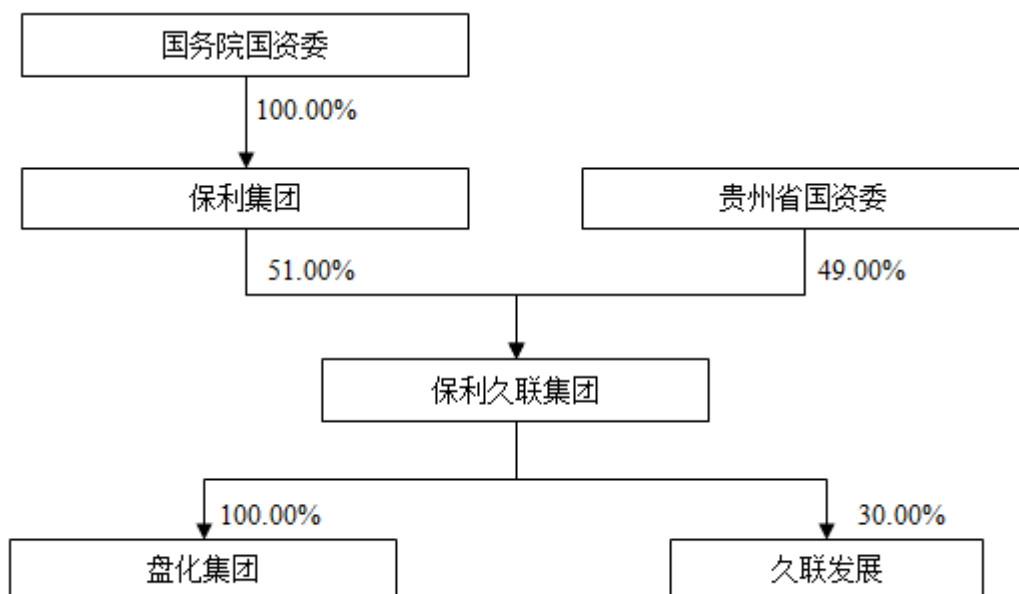 国务院国资委
100.00%
保利集团
贵州省国资委
51.00%
49.00%
保利久联集团
100.00%
30.00%
盘化集团
久联发展